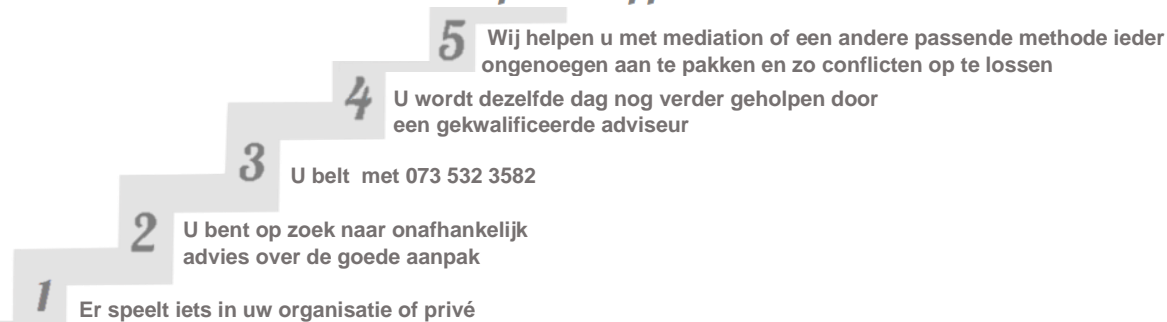 5 Wij helpen u met mediation of een andere passende methode ieder
ongenoegen aan te pakken en zo conflicten op te lossen
4 U wordt dezelfde dag nog verder geholpen door
een gekwalificeerde adviseur
3 U belt met 073 532 3582
2 U bent op zoek naar onafhankelijk
advies over de goede aanpak
1 Er speelt iets in uw organisatie of privé